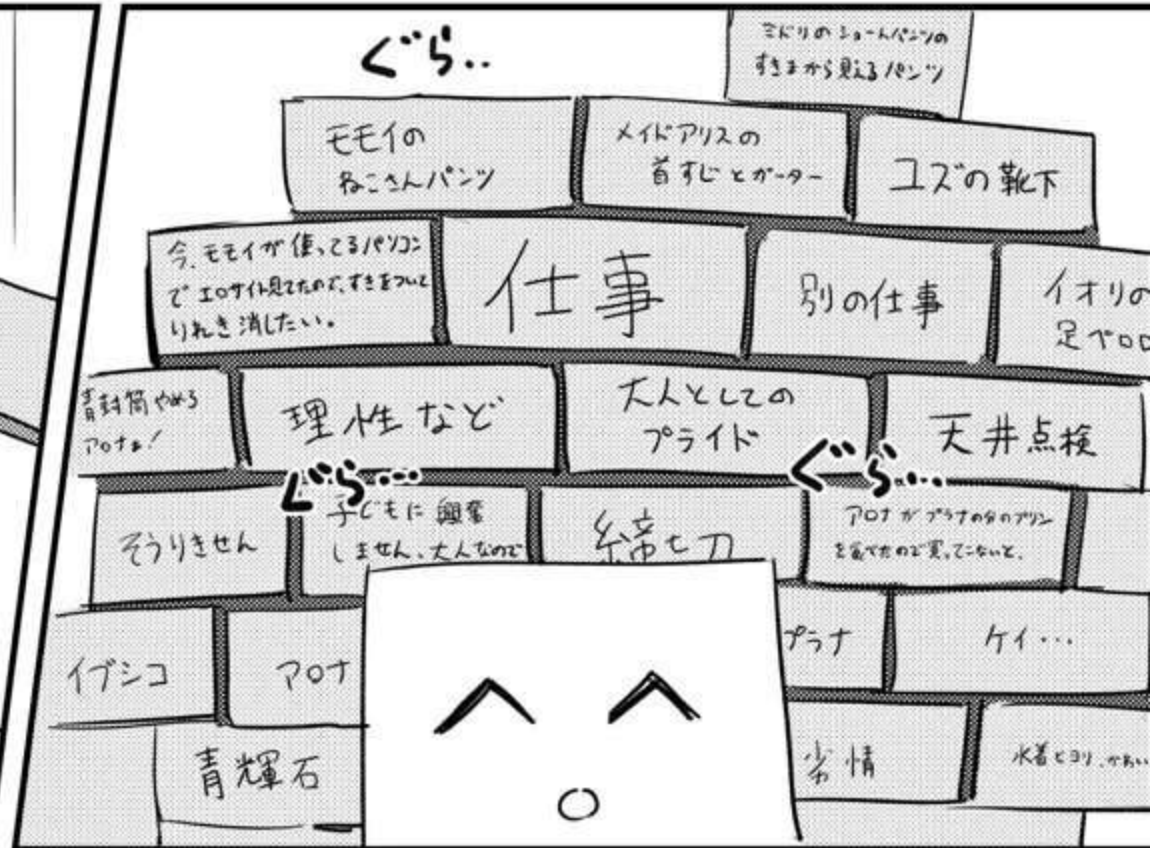 ミドリのショートパンツの
すきまから見えるパンツ
ぐら..
モモイの
ねこさんパンツ
メイドアリスの
首すじとガーター
ユズの靴下
今、モモイが使ってるパソコン
でエロサイト見てたので、すきをついて
りれき消したい。
仕事
別の仕事
イオリの
足ペロロ
青封筒やめろ
アロナぁ!
理性など
大人としての
プライド
天井点検
ぐら…
ぐら…
そうりきせん
子どもに興奮
しません、大人なので
締切
アロナがプラナの分のプリン
を食べたので買ってこないと、
イブシコ
アロナ
プラナ
ケイ…
青輝石
劣情
水着ヒヨリ、かわい